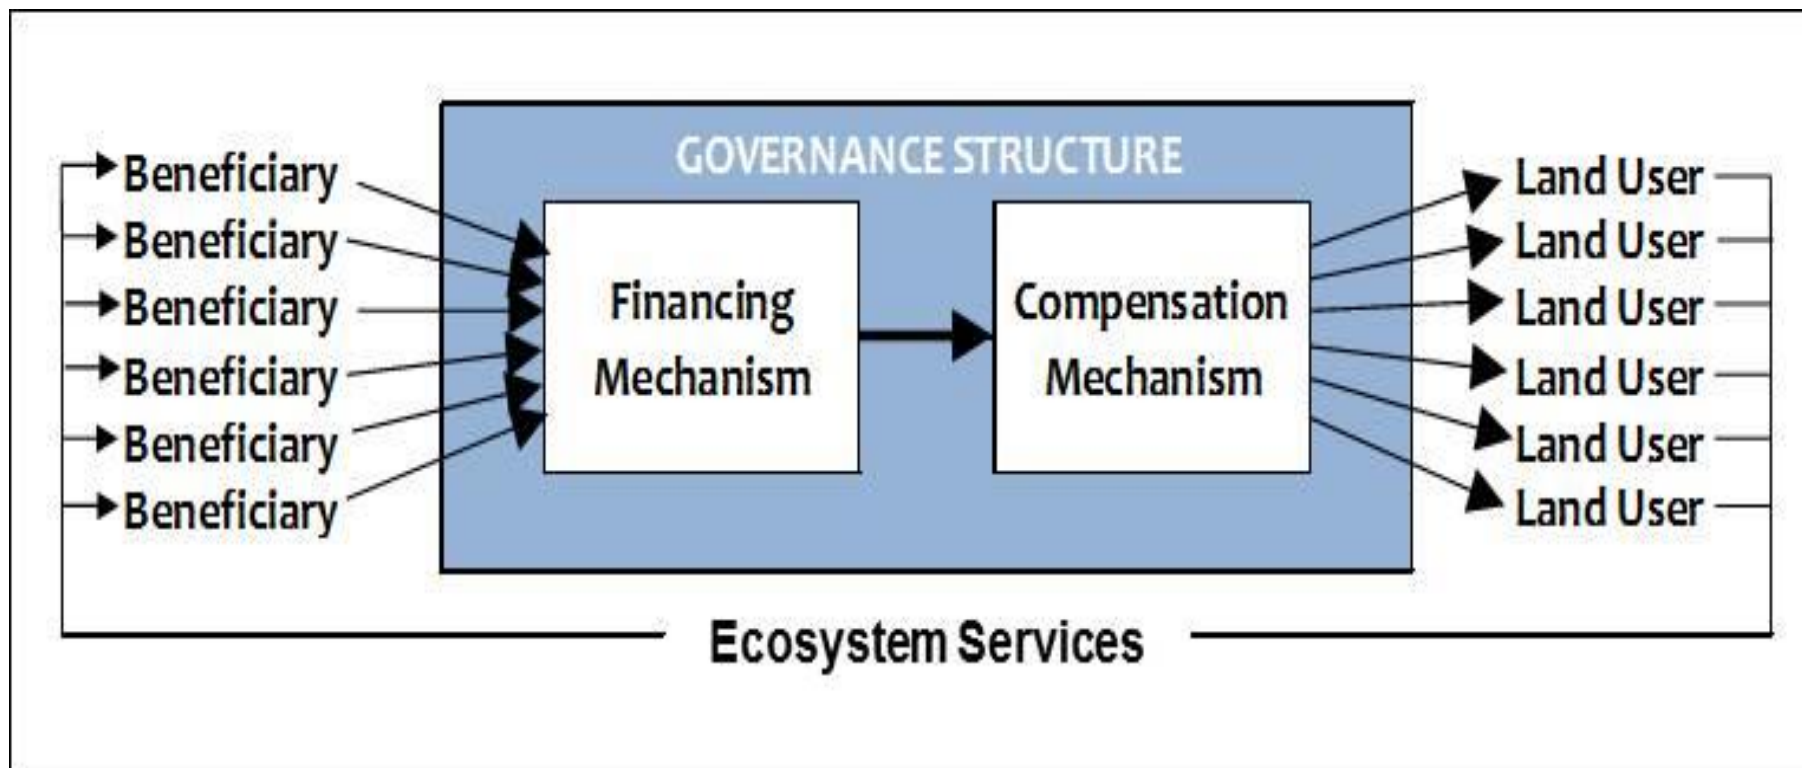 GOVERNANCE STRUCTURE
Beneficiary
Beneficiary
Beneficiary
Beneficiary
Beneficiary
Beneficiary
Financing
Mechanism
Compensation
Mechanism
Land User
Land User
Land User
Land User
Land User
Land User
Ecosystem Services